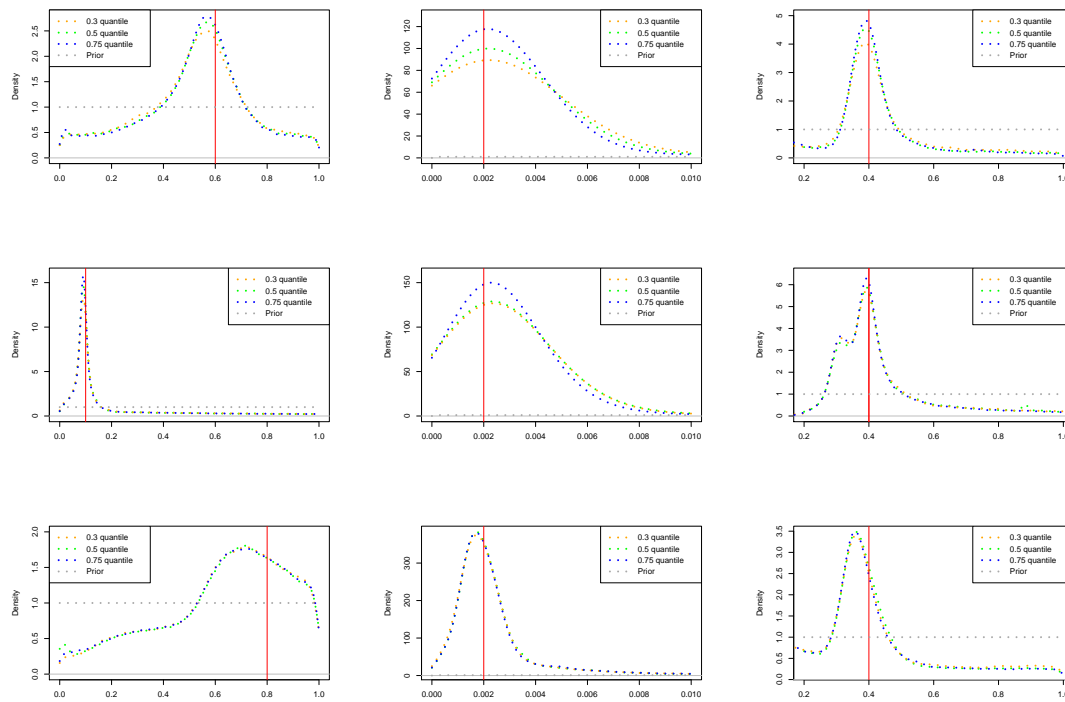 Density
0.0 0.5 1.0 1.5 2.0 2.5
0.3 quantile
0.5 quantile
0.75 quantile
Prior
0.0 0.2 0.4 0.6 0.8 1.0
Density
0 20 40 60 80 100 120
0.3 quantile
0.5 quantile
0.75 quantile
Prior
0.000 0.002 0.004 0.006 0.008 0.010
Density
0 1 2 3 4 5
0.3 quantile
0.5 quantile
0.75 quantile
Prior
0.2 0.4 0.6 0.8
Density
0 5 10 15
0.3 quantile
0.5 quantile
0.75 quantile
Prior
0.0 0.2 0.4 0.6 0.8 1.0
Density
0 50 100 150
0.3 quantile
0.5 quantile
0.75 quantile
Prior
0.000 0.002 0.004 0.006 0.008 0.010
Density
0 1 2 3 4 5 6
0.3 quantile
0.5 quantile
0.75 quantile
Prior
0.2 0.4 0.6 0.8
Density
0.0 0.5 1.0 1.5 2.0
0.3 quantile
0.5 quantile
0.75 quantile
Prior
0.0 0.2 0.4 0.6 0.8 1.0
Density
0 100 200 300
0.3 quantile
0.5 quantile
0.75 quantile
Prior
0.000 0.002 0.004 0.006 0.008 0.010
Density
0.0 0.5 1.0 1.5 2.0 2.5 3.0 3.5
0.3 quantile
0.5 quantile
0.75 quantile
Prior
0.2 0.4 0.6 0.8